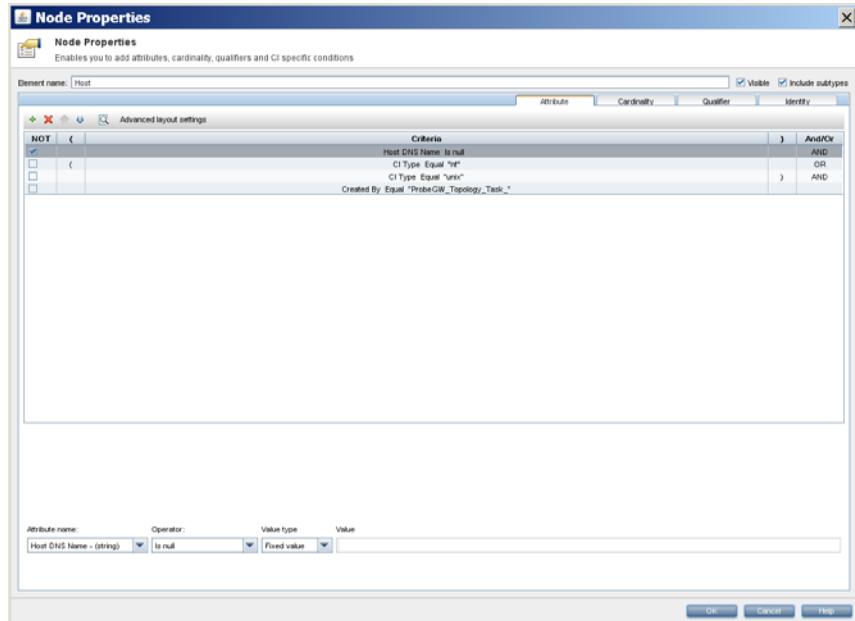 Node Properties
Node Properties
Enables you to add attributes, cardinality, qualifiers and CI specific conditions
Element name: Host Visible Include subtypes
Attribute Cardinality Qualifier Identity
Advanced layout settings
NOT ( Criteria ) And/Or
Host DNS Name Is null AND
( CI Type Equal "nt" OR
CI Type Equal "unix" ) AND
Created By Equal "ProbeGW_Topology_Task_"
Attribute name: Operator: Value type Value
Host DNS Name - (string) Is null Fixed value
OK Cancel Help